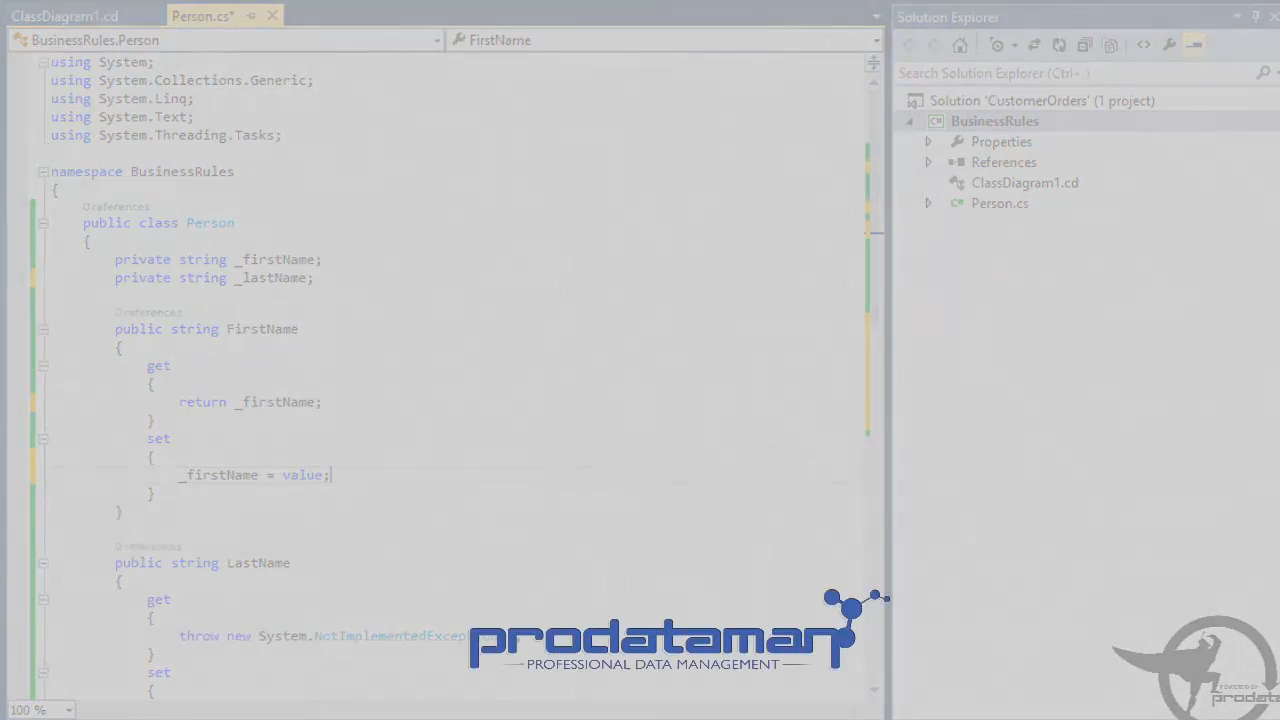 ClassDiagram1.cd
Person.cs*
BusinessRules.Person
FirstName
using System;
using System.Collections.Generic;
using System.Linq;
using System.Text;
using System.Threading.Tasks;
namespace BusinessRules
{
0 references
public class Person
{
private string _firstName;
private string _lastName;
0 references
public string FirstName
{
get
{
return _firstName;
}
set
{
_firstName = value;
}
}
0 references
public string LastName
{
get
{
throw new System.NotImplementedExcep
}
set
{
100 %
Solution Explorer
Search Solution Explorer (Ctrl+ )
Solution 'CustomerOrders' (1 project)
BusinessRules
Properties
References
ClassDiagram1.cd
Person.cs
prodataman
PROFESSIONAL DATA MANAGEMENT
POWERED BY
prodata